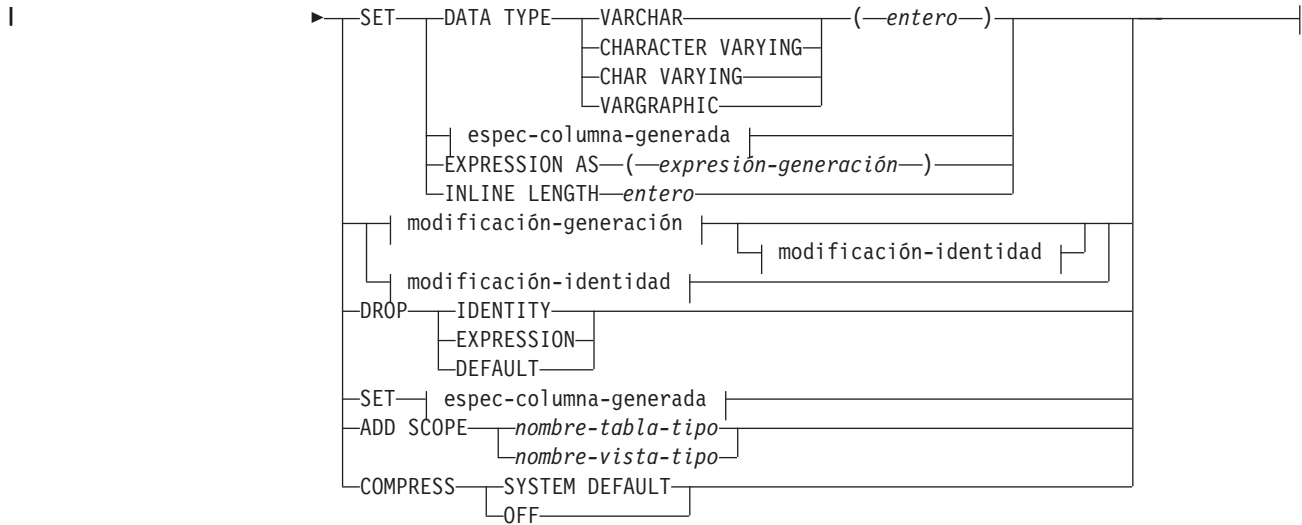 SET DATA TYPE VARCHAR ( entero )
CHARACTER VARYING
CHAR VARYING
VARGRAPHIC
espec-columna-generada
EXPRESSION AS ( expresión-generación )
INLINE LENGTH entero
modificación-generación
modificación-identidad
modificación-identidad
DROP IDENTITY
EXPRESSION
DEFAULT
SET espec-columna-generada
ADD SCOPE nombre-tabla-tipo
nombre-vista-tipo
COMPRESS SYSTEM DEFAULT
OFF